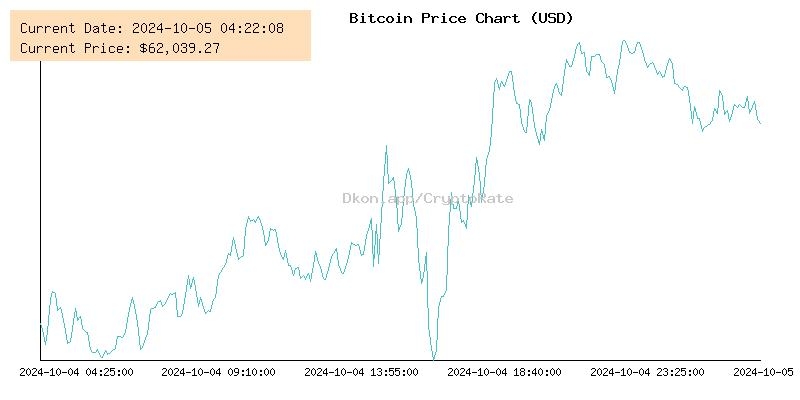 Bitcoin Price Chart (USD)
Current Date: 2024-10-05 04:22:08
Current Price: $62,039.27
Dkon.app/CryptoRate
2024-10-04 04:25:00 2024-10-04 09:10:00 2024-10-04 13:55:00 2024-10-04 18:40:00 2024-10-04 23:25:00 2024-10-05